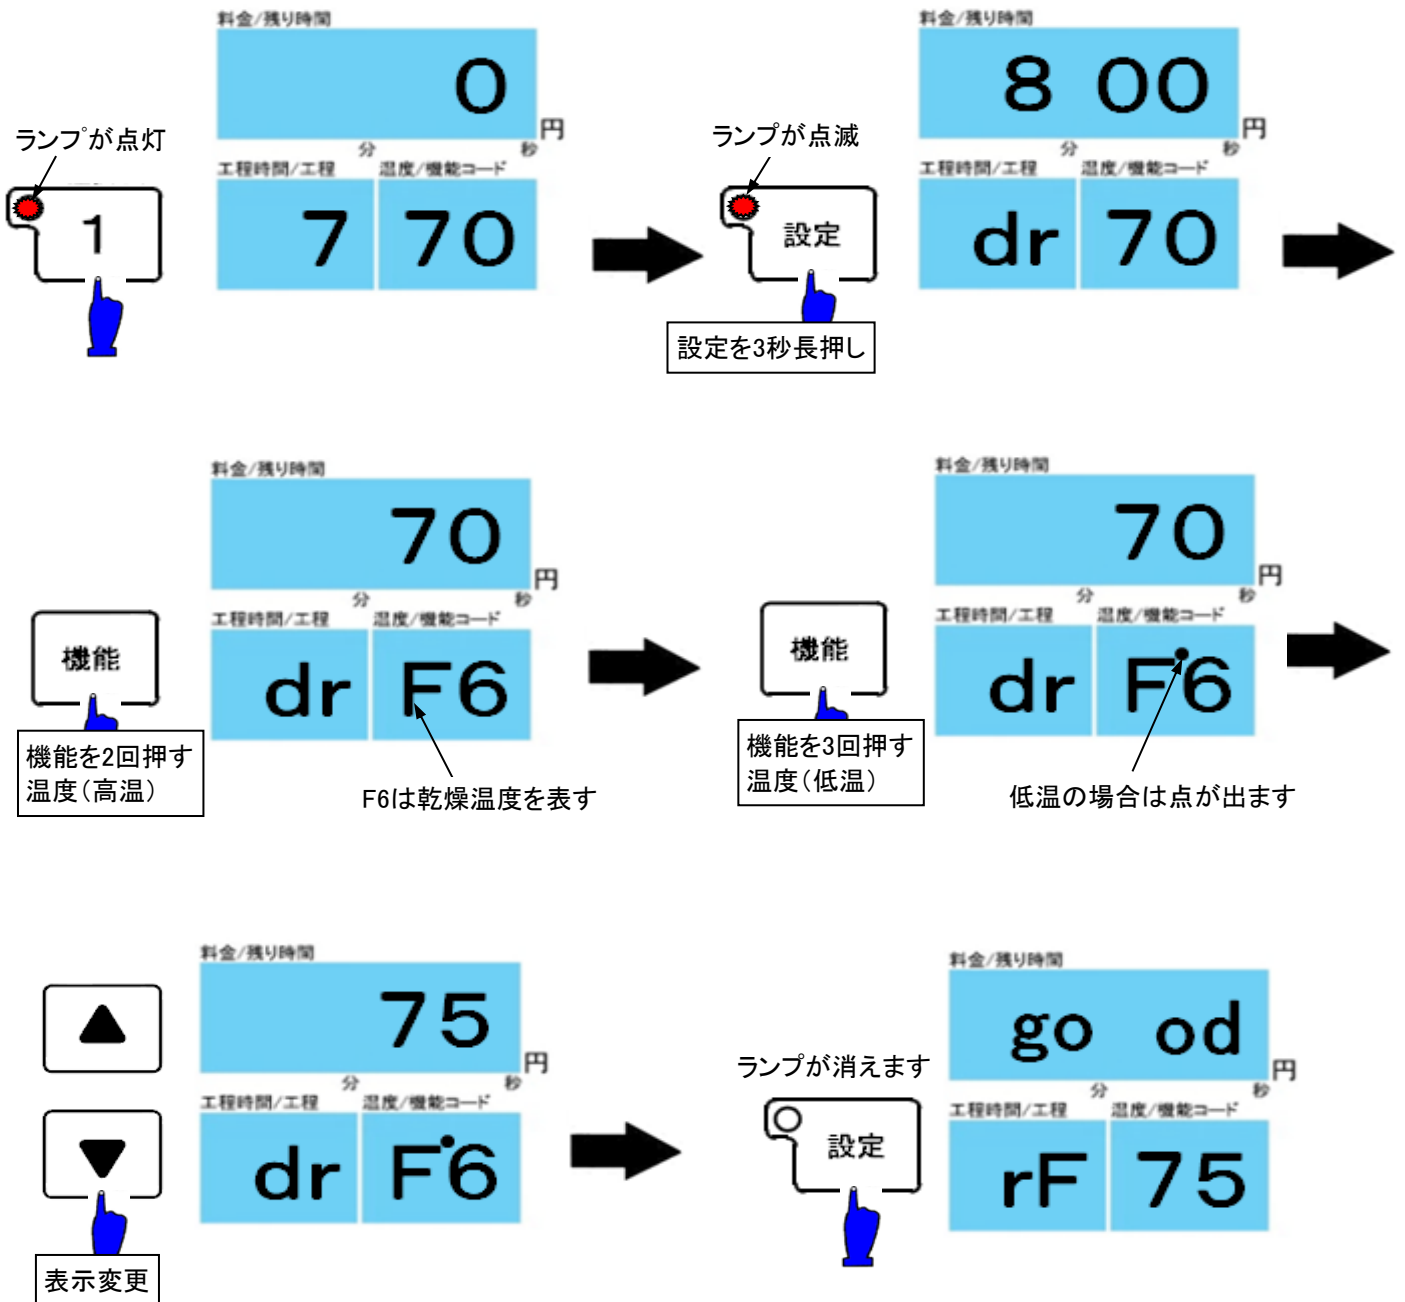 料金/残り時間
0
円
分 秒
ランプが点灯
1
工程時間/工程 温度/機能コード
7 70
料金/残り時間
8 00
円
分 秒
ランプが点滅
設定
設定を3秒長押し
工程時間/工程 温度/機能コード
dr 70
料金/残り時間
70
円
分 秒
工程時間/工程 温度/機能コード
dr F6
機能
機能を2回押す
温度(高温)
F6は乾燥温度を表す
料金/残り時間
70
円
分 秒
工程時間/工程 温度/機能コード
dr F6
機能
機能を3回押す
温度(低温)
低温の場合は点が出ます
料金/残り時間
75
円
分 秒
工程時間/工程 温度/機能コード
dr F6
▲
▼
表示変更
料金/残り時間
go od
円
分 秒
ランプが消えます
設定
工程時間/工程 温度/機能コード
rF 75